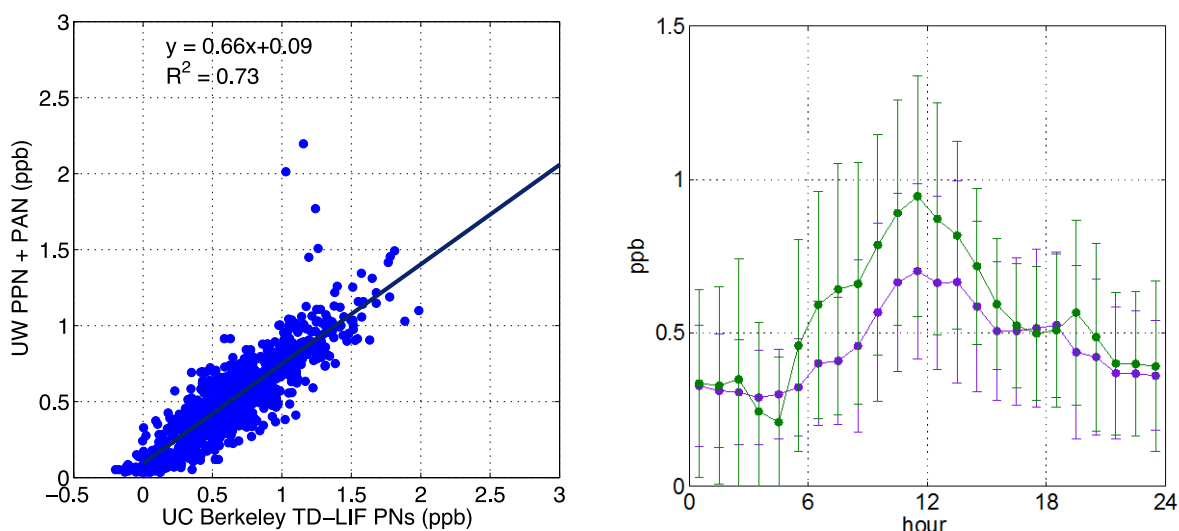 y = 0.66x+0.09
R² = 0.73
UW PPN + PAN (ppb)
3
2.5
2
1.5
1
0.5
0
−0.5 0 0.5 1 1.5 2 2.5 3
UC Berkeley TD−LIF PNs (ppb)
1.5
1
0.5
0
ppb
0 6 12 18 24
hour